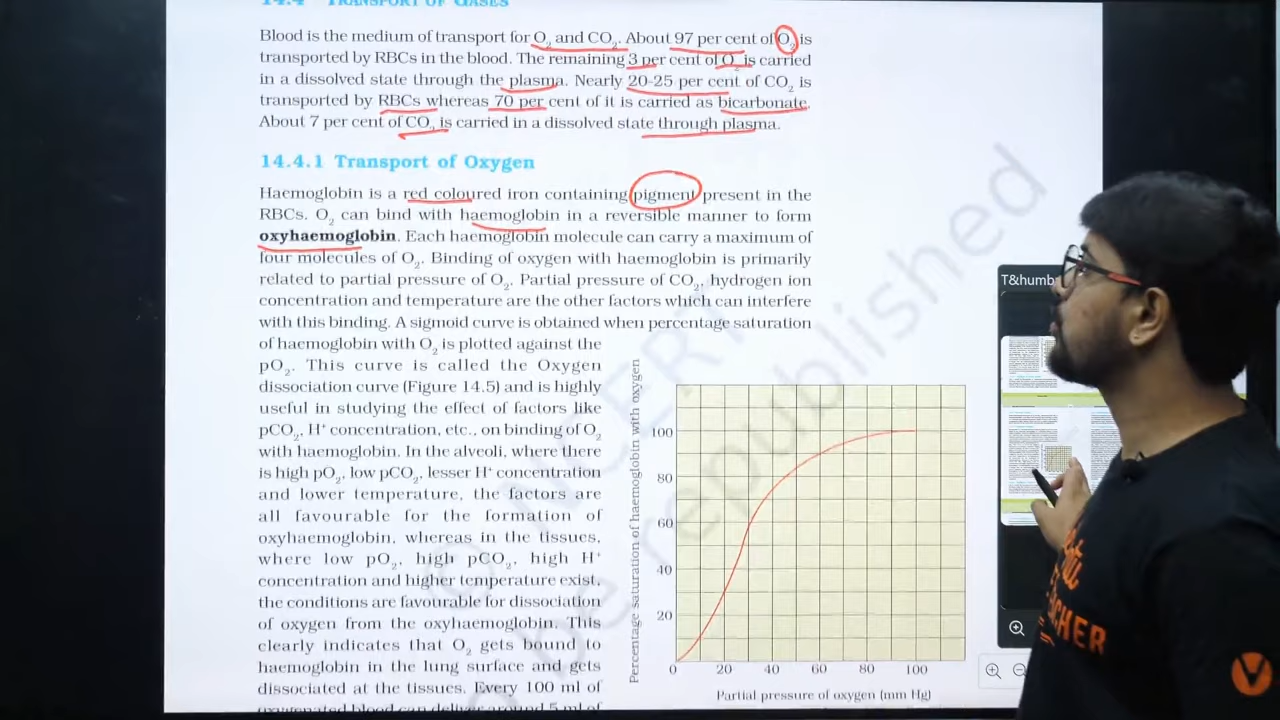 14.4 TRANSPORT OF GASES
Blood is the medium of transport for O₂ and CO₂. About 97 per cent of O₂ is
transported by RBCs in the blood. The remaining 3 per cent of O₂ is carried
in a dissolved state through the plasma. Nearly 20-25 per cent of CO₂ is
transported by RBCs whereas 70 per cent of it is carried as bicarbonate.
About 7 per cent of CO₂ is carried in a dissolved state through plasma.
14.4.1 Transport of Oxygen
Haemoglobin is a red coloured iron containing pigment present in the
RBCs. O₂ can bind with haemoglobin in a reversible manner to form
oxyhaemoglobin. Each haemoglobin molecule can carry a maximum of
four molecules of O₂. Binding of oxygen with haemoglobin is primarily
related to partial pressure of O₂. Partial pressure of CO₂, hydrogen ion
concentration and temperature are the other factors which can interfere
with this binding. A sigmoid curve is obtained when percentage saturation
of haemoglobin with O₂ is plotted against the
pO₂. This curve is called the Oxygen
dissociation curve (Figure 14.5) and is highly
useful in studying the effect of factors like
pCO₂, H⁺ concentration, etc., on binding of O₂
with haemoglobin. In the alveoli, where there
is high pO₂, low pCO₂, lesser H⁺ concentration
and lower temperature, the factors are
all favourable for the formation of
oxyhaemoglobin, whereas in the tissues,
where low pO₂, high pCO₂, high H⁺
concentration and higher temperature exist,
the conditions are favourable for dissociation
of oxygen from the oxyhaemoglobin. This
clearly indicates that O₂ gets bound to
haemoglobin in the lung surface and gets
dissociated at the tissues. Every 100 ml of
oxygenated blood can deliver around 5 ml of
Percentage saturation of haemoglobin with oxygen
100
80
60
40
20
0 20 40 60 80 100
Partial pressure of oxygen (mm Hg)
be republished
T&humb
V